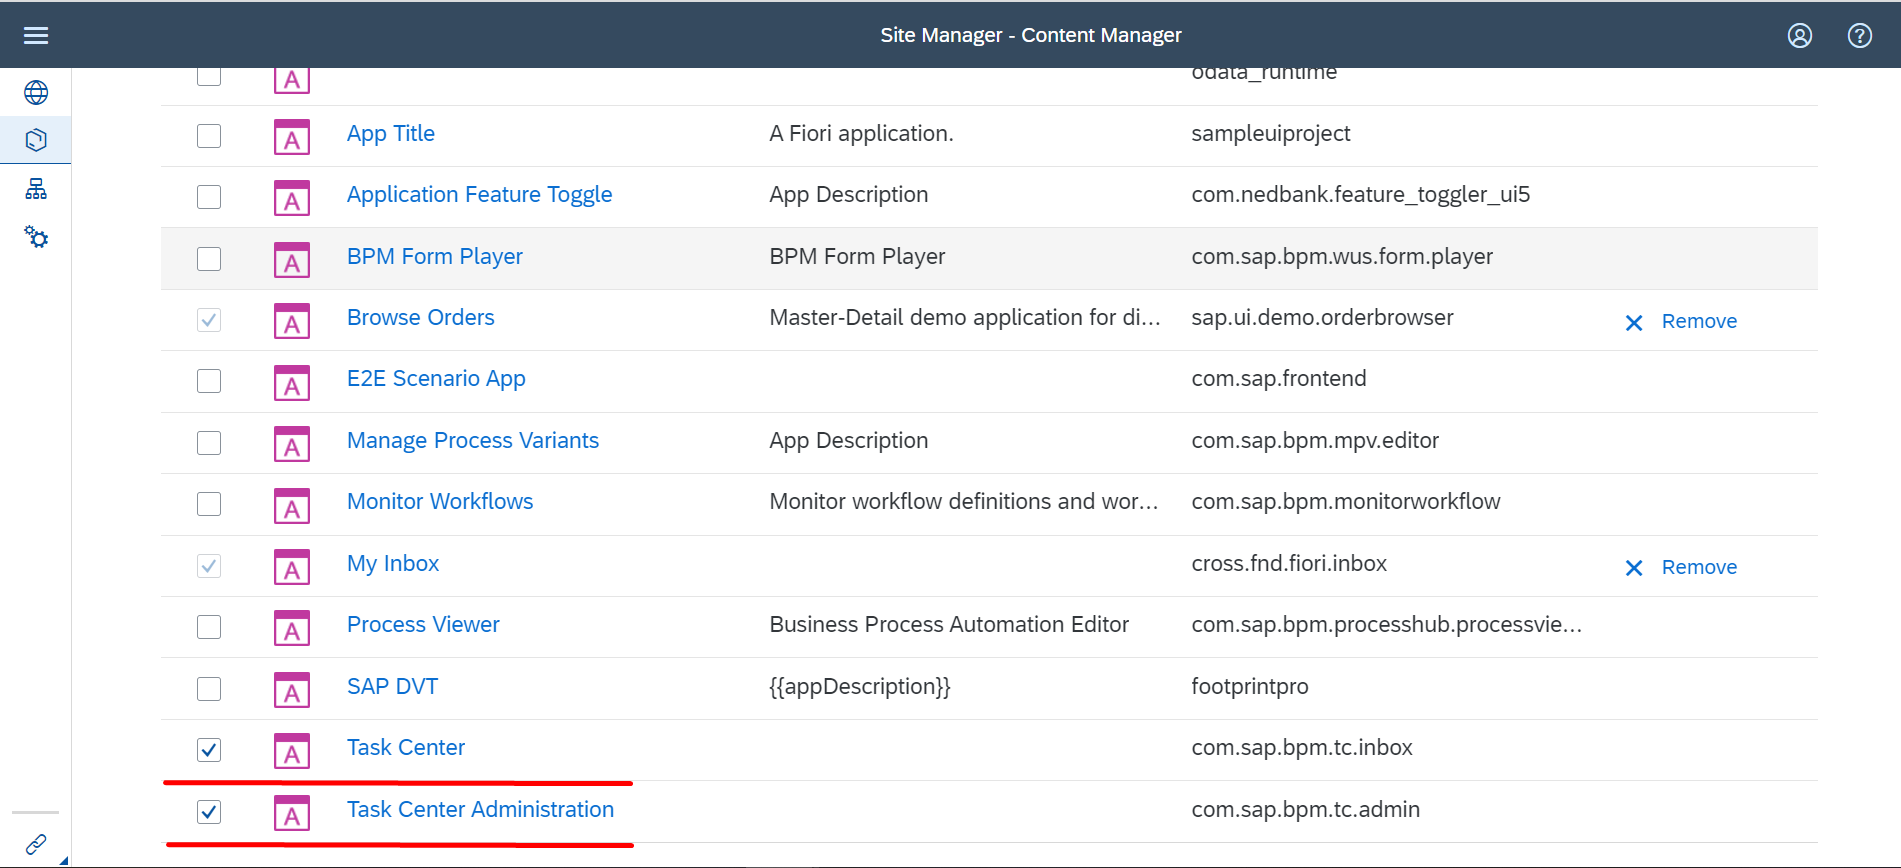 Site Manager - Content Manager
odata_runtime
A App Title A Fiori application. sampleuiproject
A Application Feature Toggle App Description com.nedbank.feature_toggler_ui5
A BPM Form Player BPM Form Player com.sap.bpm.wus.form.player
A Browse Orders Master-Detail demo application for di... sap.ui.demo.orderbrowser Remove
A E2E Scenario App com.sap.frontend
A Manage Process Variants App Description com.sap.bpm.mpv.editor
A Monitor Workflows Monitor workflow definitions and wor... com.sap.bpm.monitorworkflow
A My Inbox cross.fnd.fiori.inbox Remove
A Process Viewer Business Process Automation Editor com.sap.bpm.processhub.processvie...
A SAP DVT {{appDescription}} footprintpro
A Task Center com.sap.bpm.tc.inbox
A Task Center Administration com.sap.bpm.tc.admin